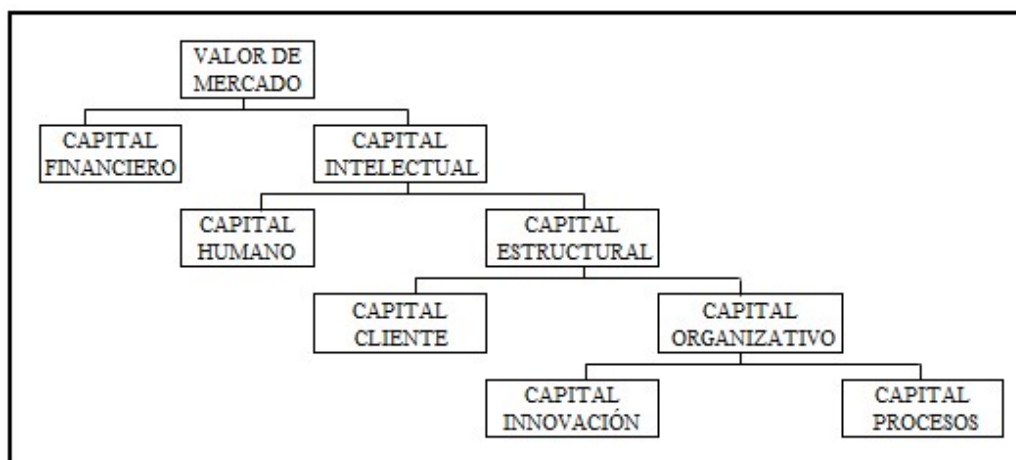 VALOR DE
MERCADO
CAPITAL
FINANCIERO
CAPITAL
INTELECTUAL
CAPITAL
HUMANO
CAPITAL
ESTRUCTURAL
CAPITAL
CLIENTE
CAPITAL
ORGANIZATIVO
CAPITAL
INNOVACIÓN
CAPITAL
PROCESOS